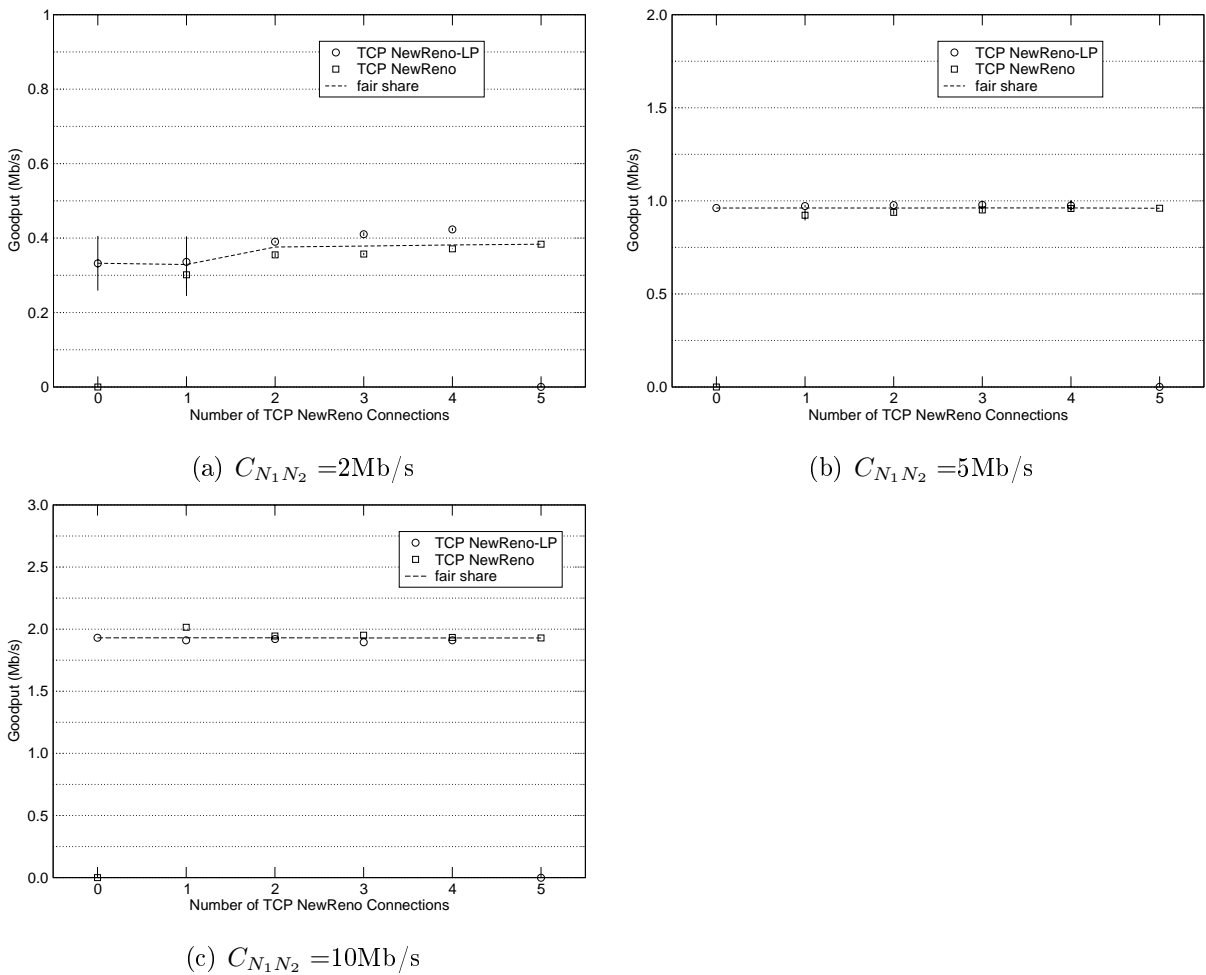 1
0.8
0.6
0.4
0.2
0
Goodput (Mb/s)
TCP NewReno-LP
TCP NewReno
fair share
0 1 2 3 4 5
Number of TCP NewReno Connections
(a) C_{N_1N_2} =2Mb/s
2.0
1.5
1.0
0.5
0.0
Goodput (Mb/s)
TCP NewReno-LP
TCP NewReno
fair share
0 1 2 3 4 5
Number of TCP NewReno Connections
(b) C_{N_1N_2} =5Mb/s
3.0
2.5
2.0
1.5
1.0
0.5
0.0
Goodput (Mb/s)
TCP NewReno-LP
TCP NewReno
fair share
0 1 2 3 4 5
Number of TCP NewReno Connections
(c) C_{N_1N_2} =10Mb/s